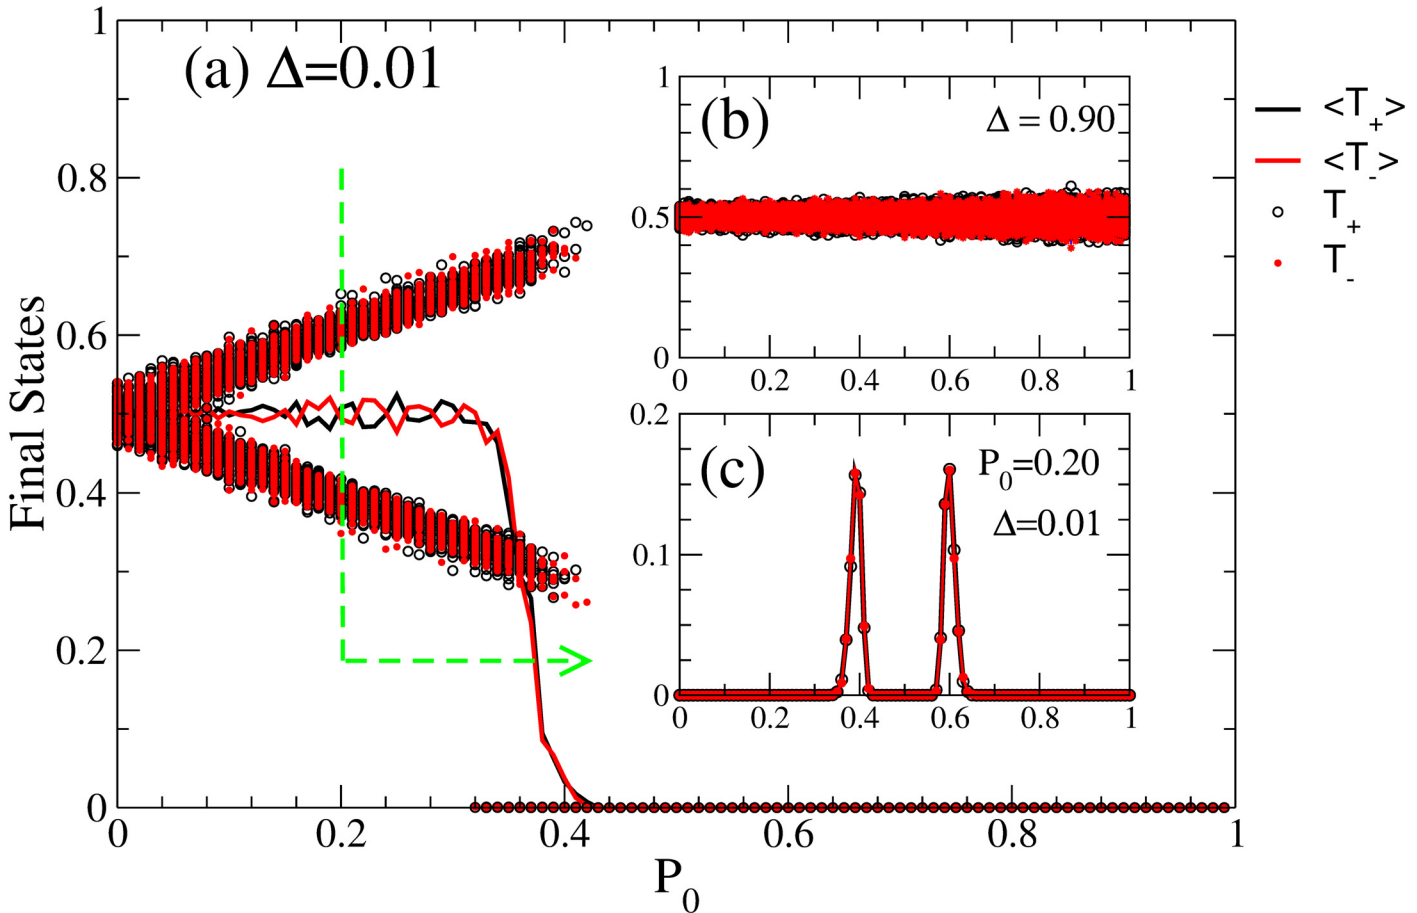 (a) Δ=0.01
Final States
1
0.8
0.6
0.4
0.2
0
0 0.2 0.4 0.6 0.8 1
P0
(b) Δ = 0.90
1
0.5
0
0 0.2 0.4 0.6 0.8 1
(c) P0=0.20
Δ=0.01
0.2
0.1
0
0 0.2 0.4 0.6 0.8 1
<T+>
<T->
T+
T-